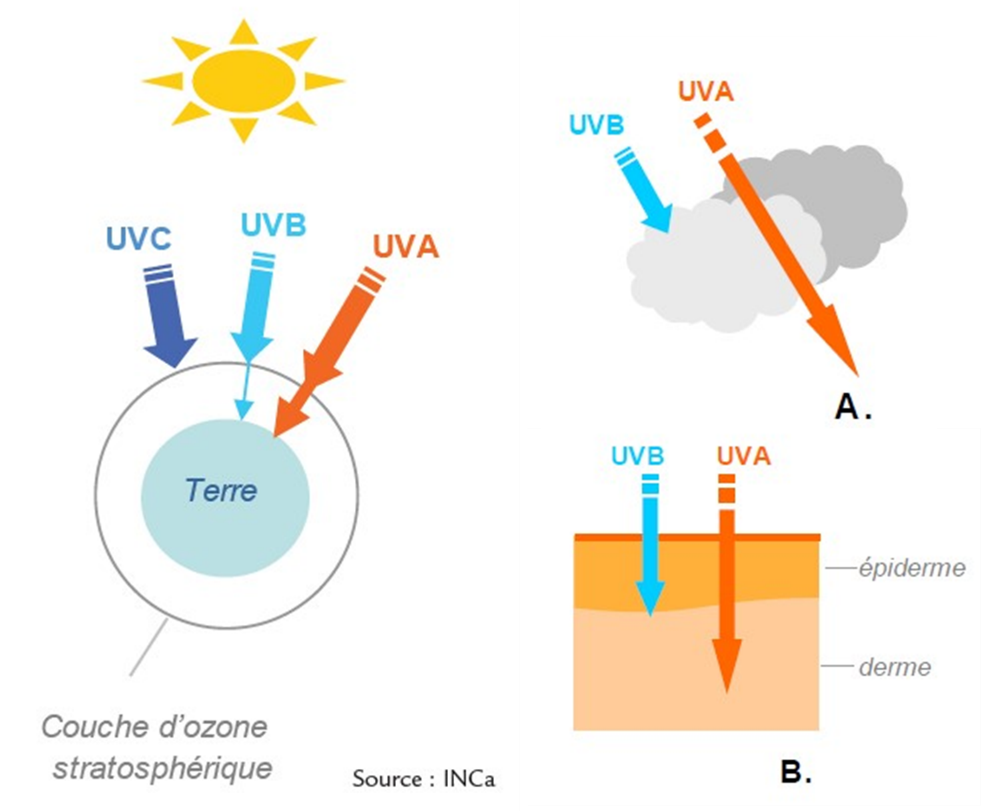 UVC
UVB
UVA
Terre
Couche d'ozone
stratosphérique
Source : INCa
UVB
UVA
A.
UVB
UVA
épiderme
derme
B.